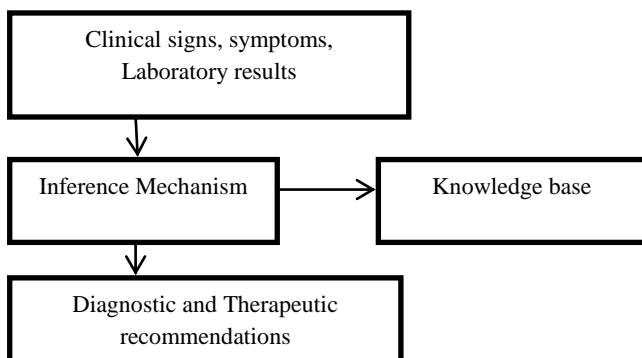 Clinical signs, symptoms,
Laboratory results
Inference Mechanism
Knowledge base
Diagnostic and Therapeutic
recommendations